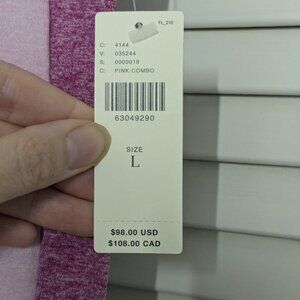 FL_210
C: 4144
V: 035244
S: 0000019
C: PINK COMBO
63049290
SIZE
L
$98.00 USD
$108.00 CAD